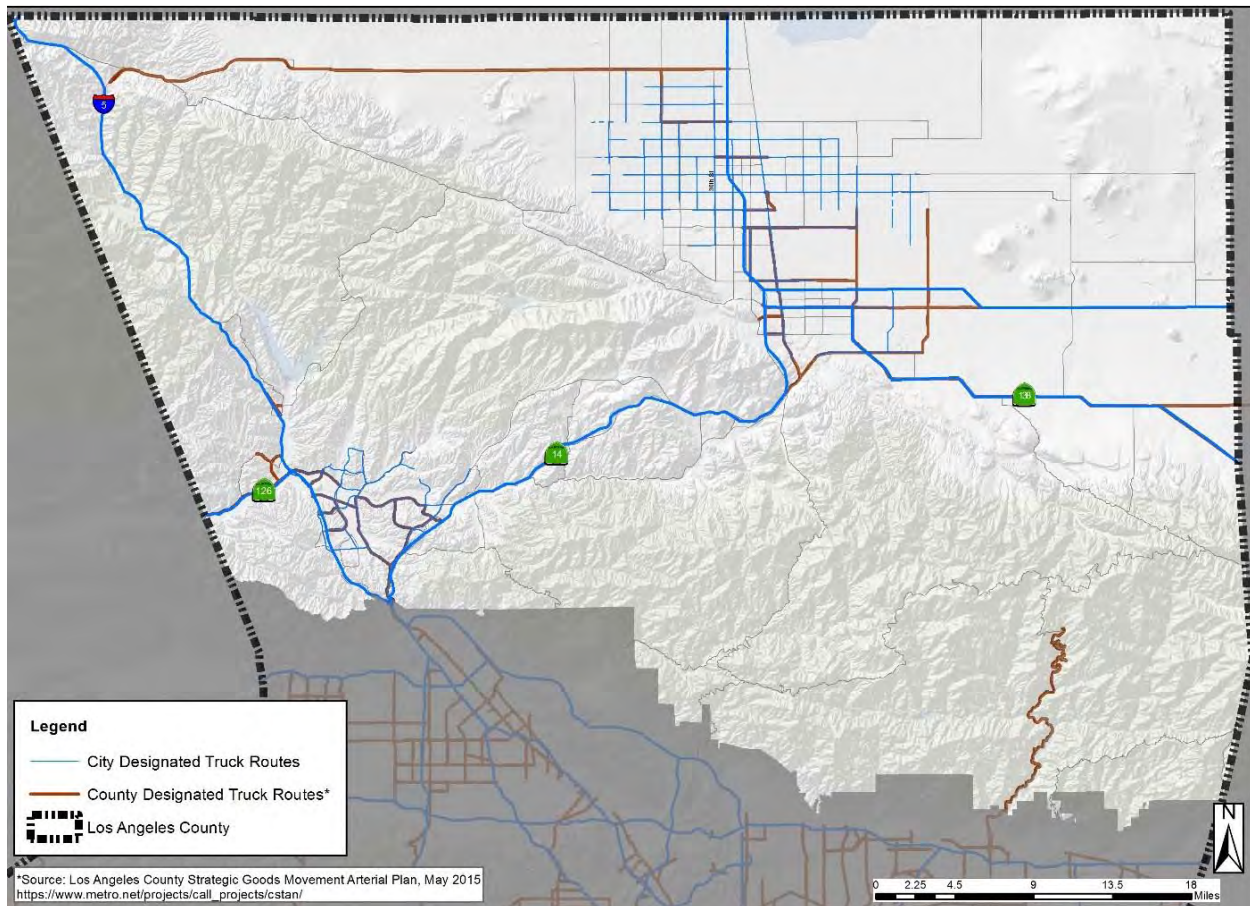 5
136
14
126
Legend
City Designated Truck Routes
County Designated Truck Routes*
Los Angeles County
N
*Source: Los Angeles County Strategic Goods Movement Arterial Plan, May 2015
https://www.metro.net/projects/call_projects/cstan/
0 2.25 4.5 9 13.5 18
Miles